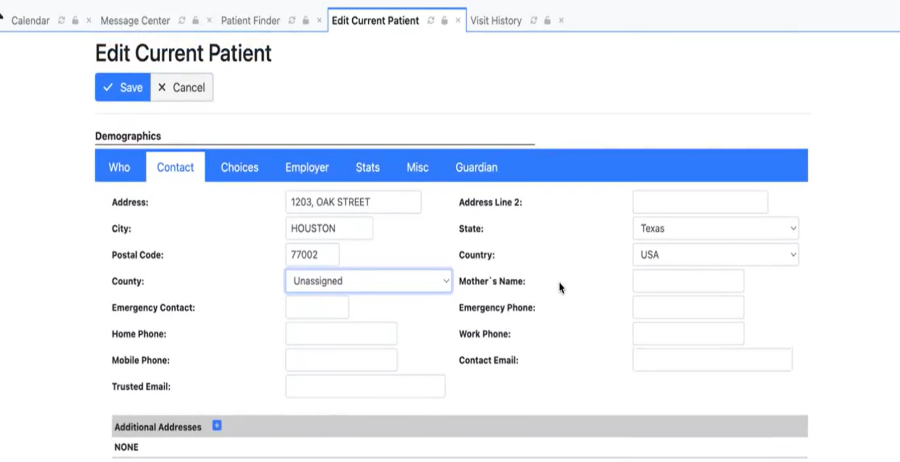 Calendar Message Center Patient Finder Edit Current Patient Visit History
Edit Current Patient
Save Cancel
Demographics
Who Contact Choices Employer Stats Misc Guardian
Address: 1203, OAK STREET Address Line 2:
City: HOUSTON State: Texas
Postal Code: 77002 Country: USA
County: Unassigned Mother`s Name:
Emergency Contact: Emergency Phone:
Home Phone: Work Phone:
Mobile Phone: Contact Email:
Trusted Email:
Additional Addresses
NONE